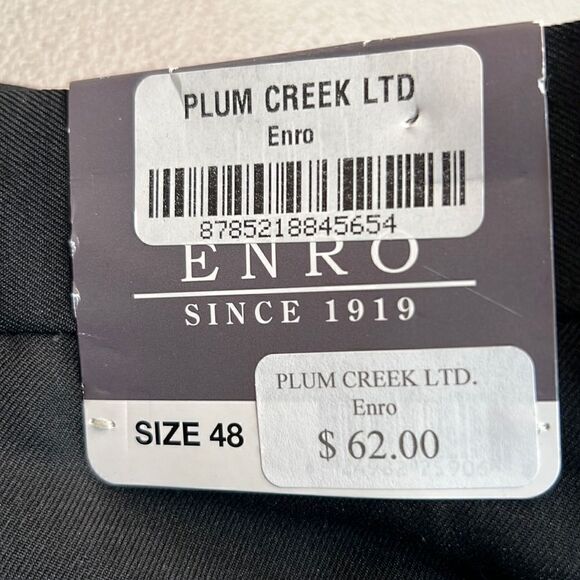 PLUM CREEK LTD
Enro
8785218845654
ENRO
SINCE 1919
PLUM CREEK LTD.
Enro
SIZE 48
$ 62.00